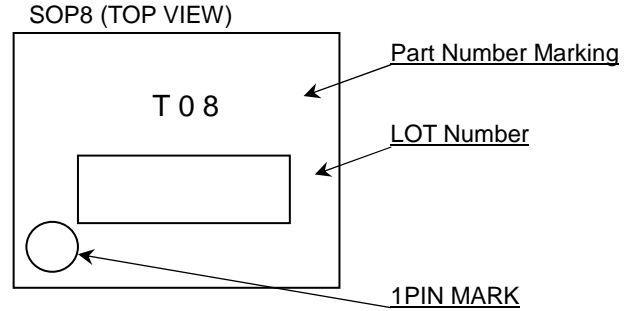 SOP8 (TOP VIEW)
Part Number Marking
T 0 8
LOT Number
1PIN MARK